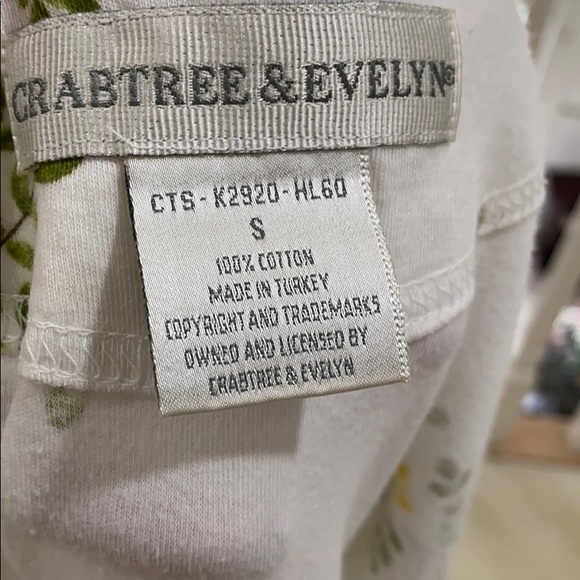 CRABTREE & EVELYN®
CTS - K2920 - HL60
S
100% COTTON
MADE IN TURKEY
COPYRIGHT AND TRADEMARKS
OWNED AND LICENSED BY
CRABTREE & EVELYN